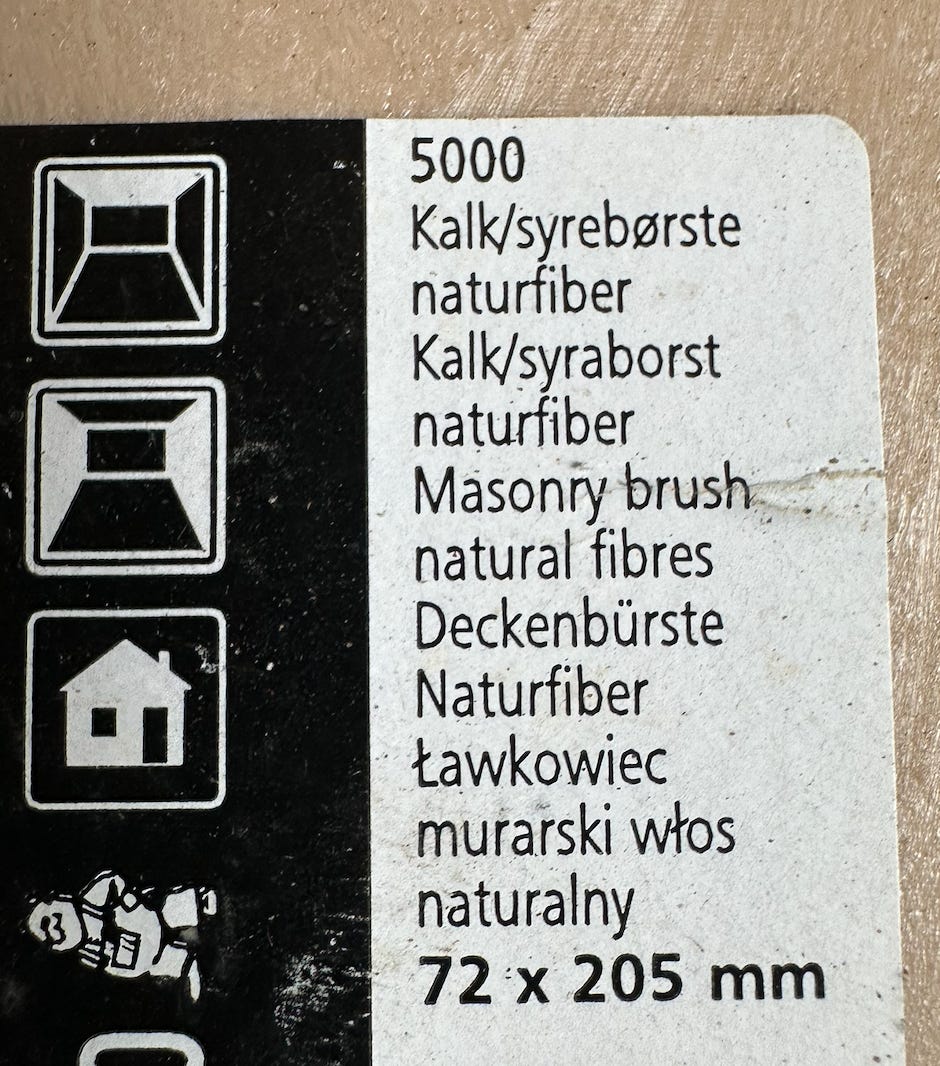 5000
Kalk/syrebørste
naturfiber
Kalk/syraborst
naturfiber
Masonry brush
natural fibres
Deckenbürste
Naturfiber
Ławkowiec
murarski włos
naturalny
72 x 205 mm